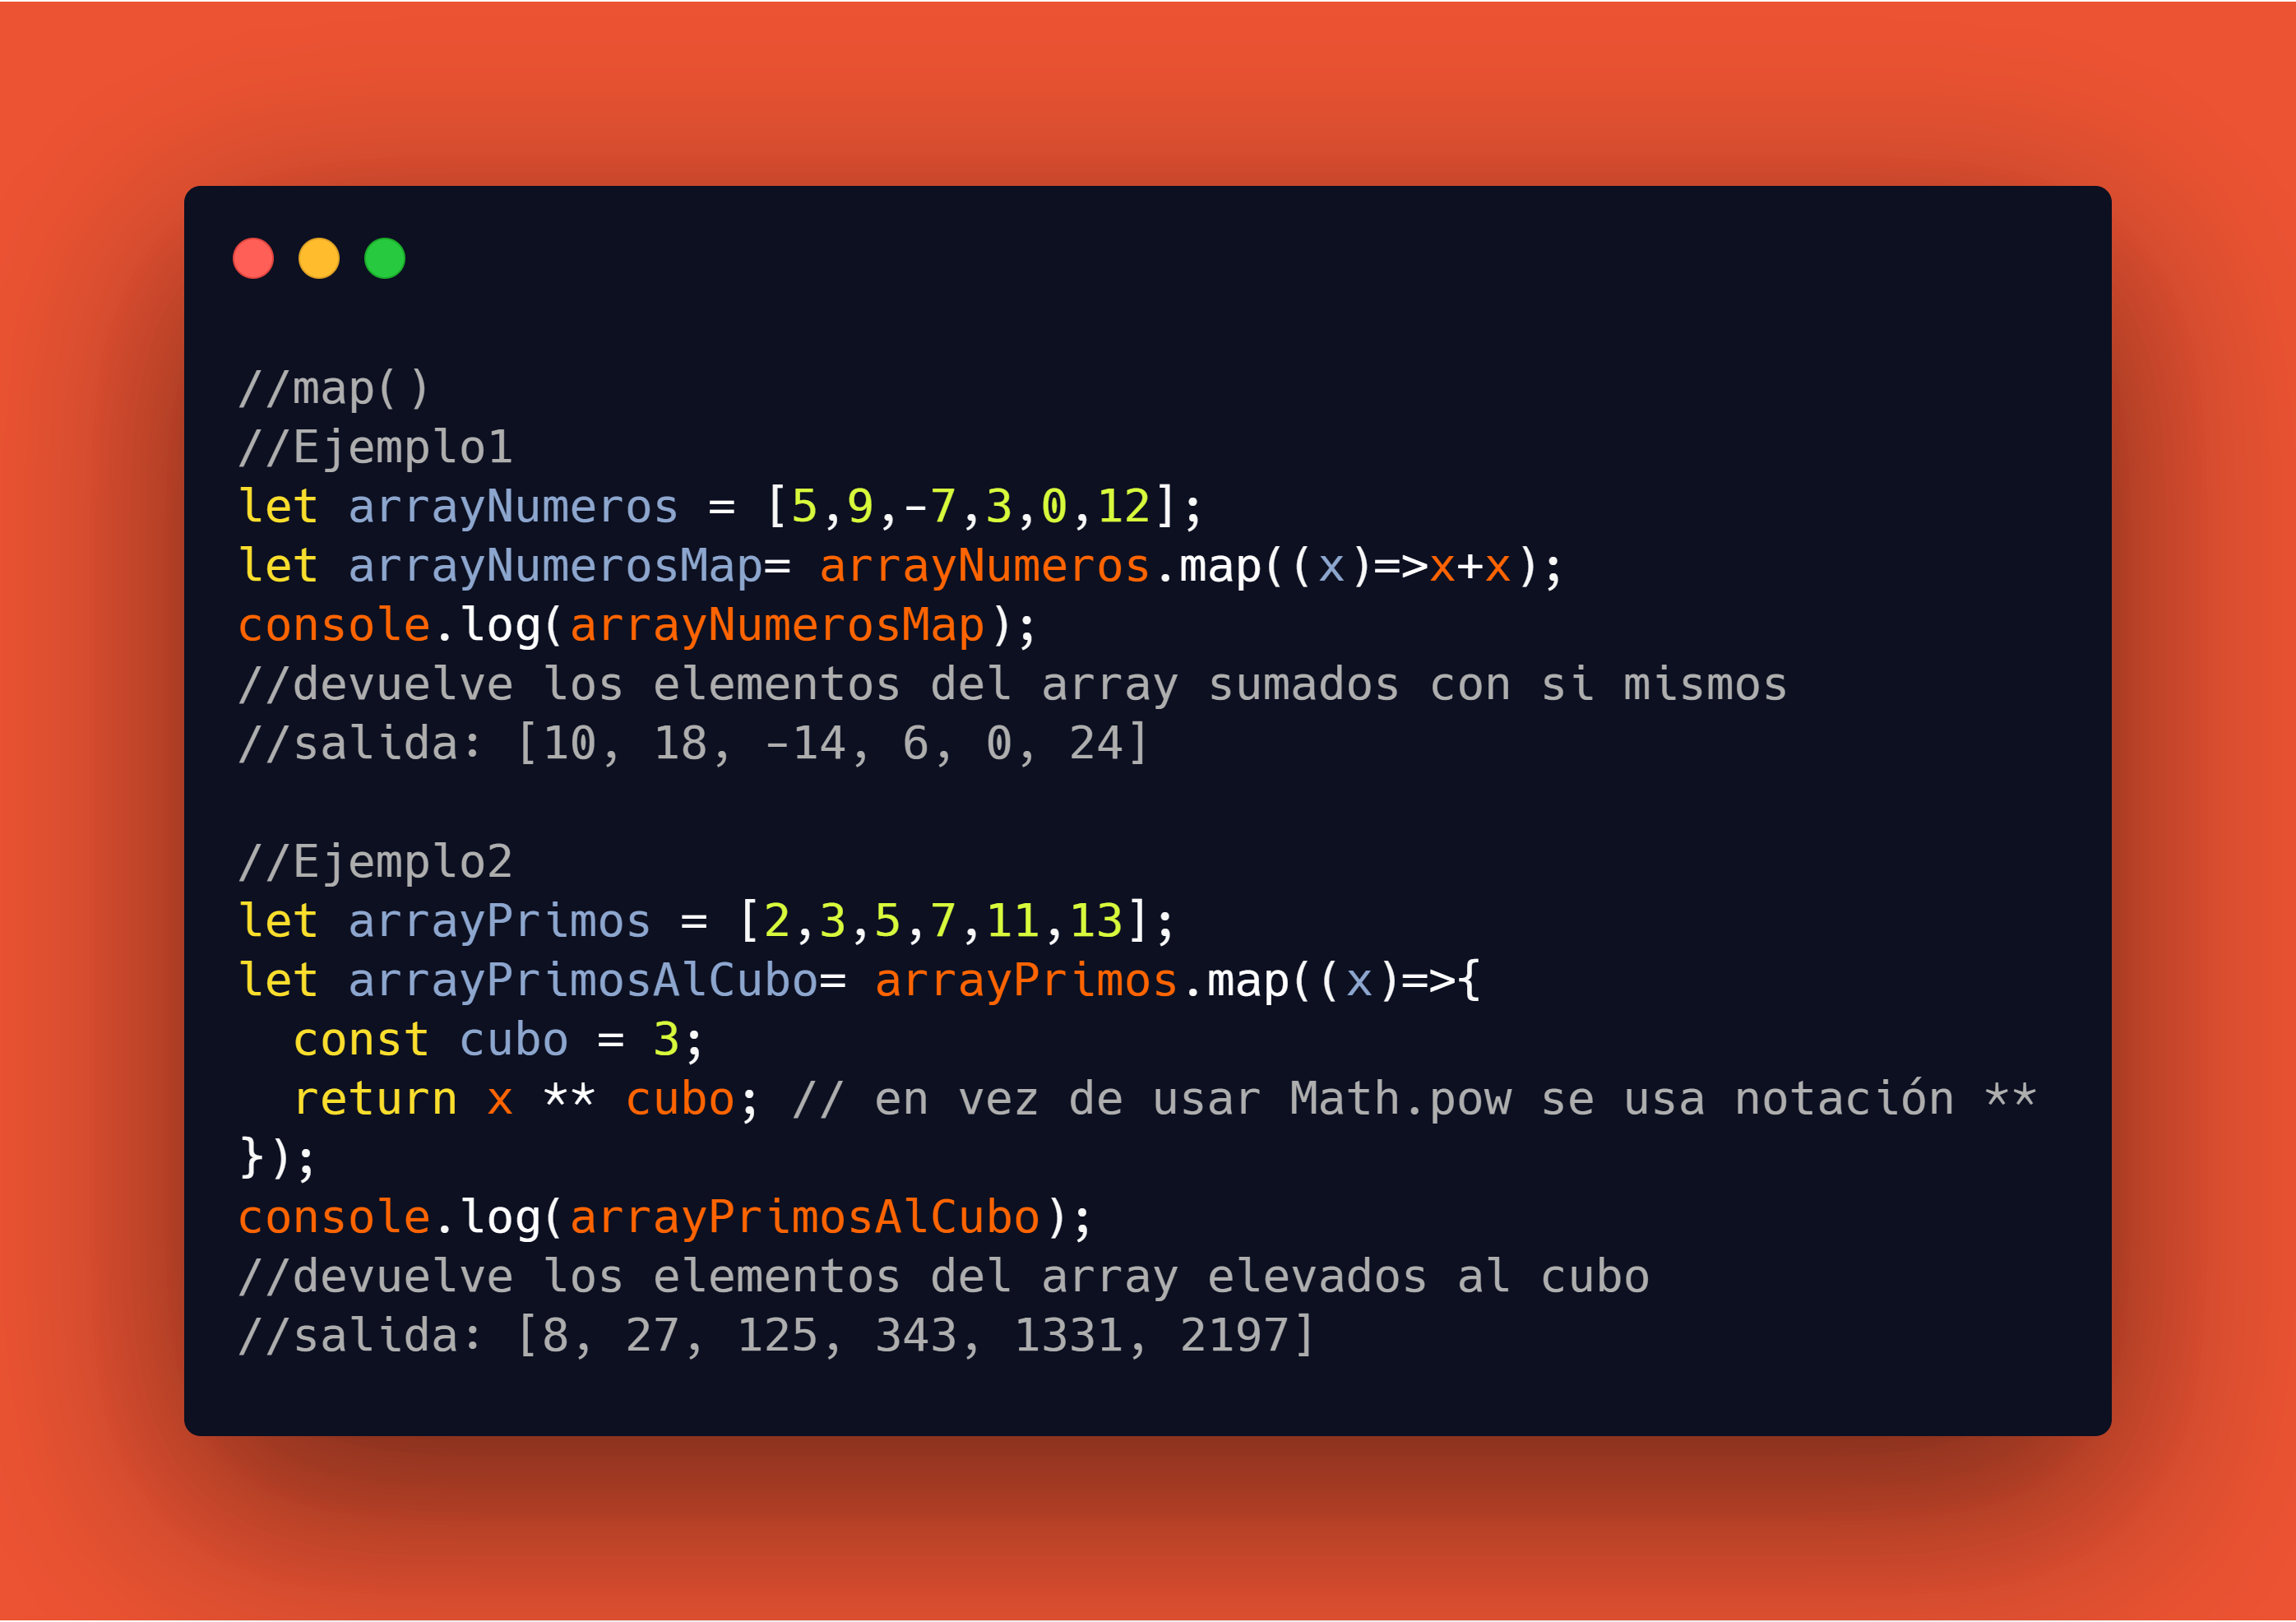 //map()
//Ejemplo1
let arrayNumeros = [5,9,-7,3,0,12];
let arrayNumerosMap= arrayNumeros.map((x)=>x+x);
console.log(arrayNumerosMap);
//devuelve los elementos del array sumados con si mismos
//salida: [10, 18, -14, 6, 0, 24]

//Ejemplo2
let arrayPrimos = [2,3,5,7,11,13];
let arrayPrimosAlCubo= arrayPrimos.map((x)=>{
  const cubo = 3;
  return x ** cubo; // en vez de usar Math.pow se usa notación **
});
console.log(arrayPrimosAlCubo);
//devuelve los elementos del array elevados al cubo
//salida: [8, 27, 125, 343, 1331, 2197]